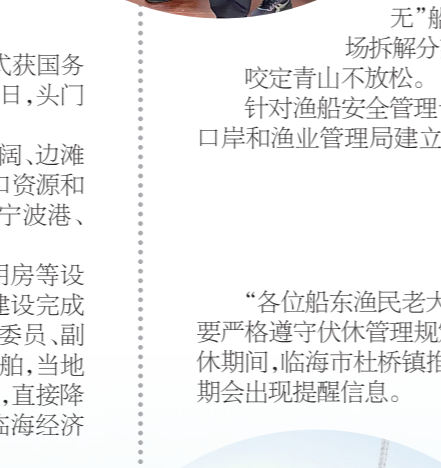 式获国务
日,头门
阔、边滩
口资源和
宁波港、
用房等设
建设完成
委员、副
舶,当地
,直接降
临海经济
无”船
场拆解分
咬定青山不放松。
针对渔船安全管理
口岸和渔业管理局建立
“各位船东渔民老大
要严格遵守伏休管理规
休期间,临海市杜桥镇推
期会出现提醒信息。